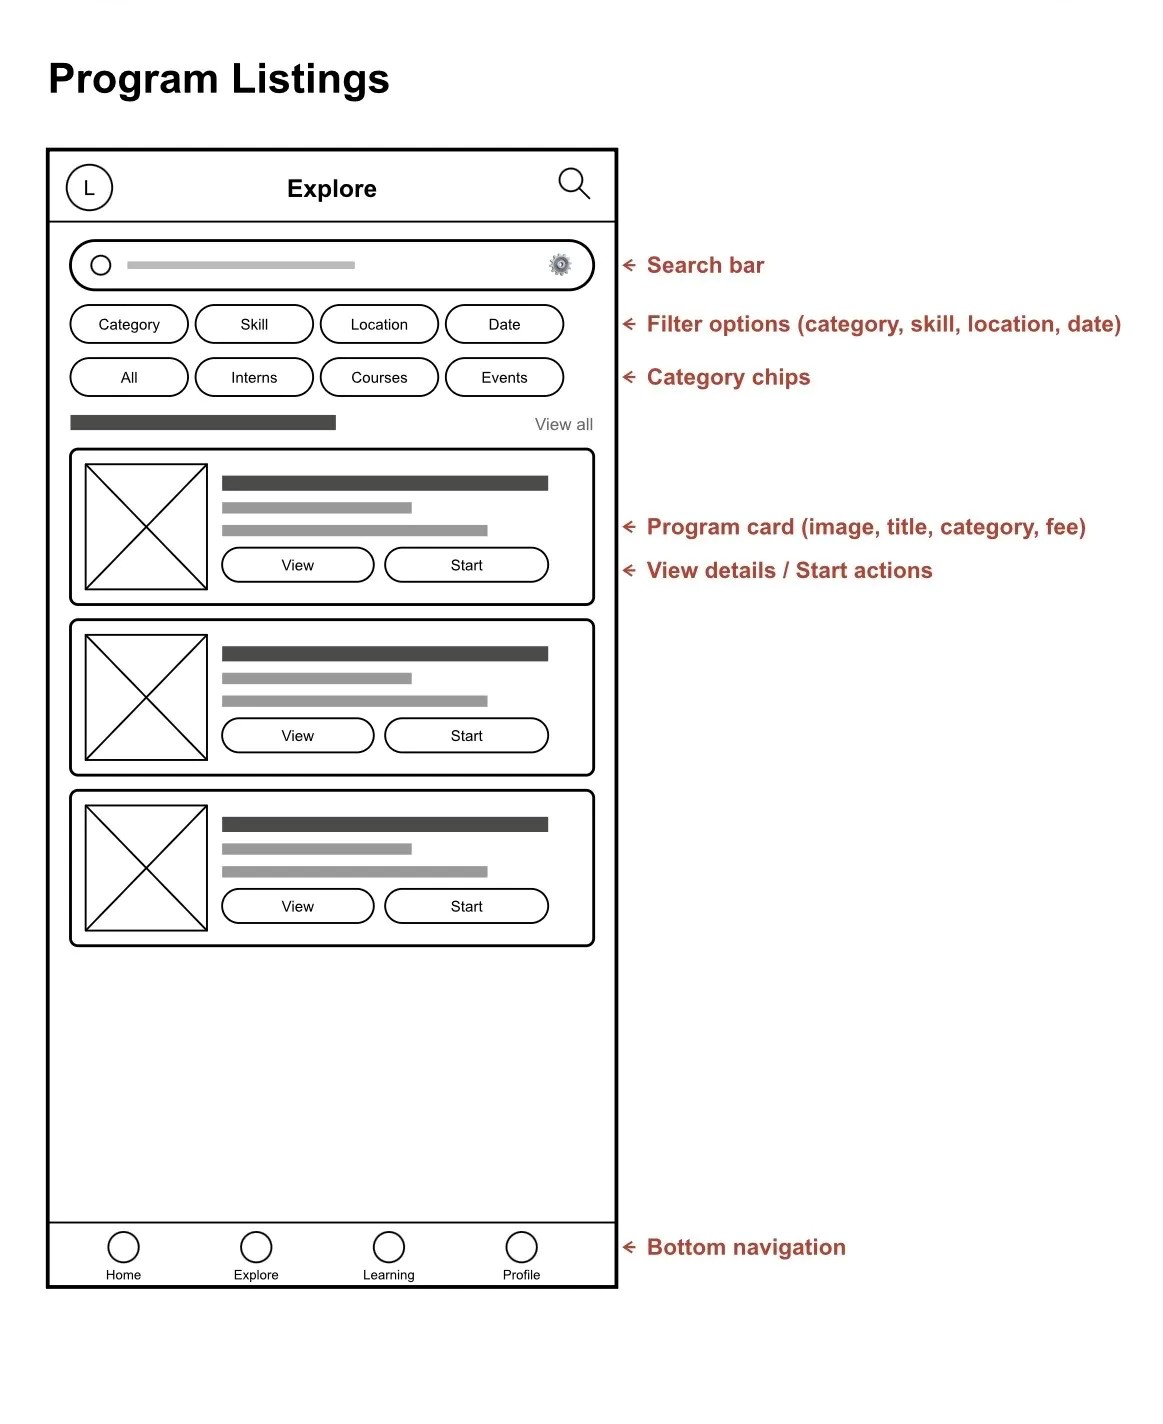 Program Listings
L
Explore
Search bar
Category Skill Location Date
Filter options (category, skill, location, date)
All Interns Courses Events
Category chips
View all
Program card (image, title, category, fee)
View Start
View details / Start actions
View Start
View Start
Bottom navigation
Home Explore Learning Profile